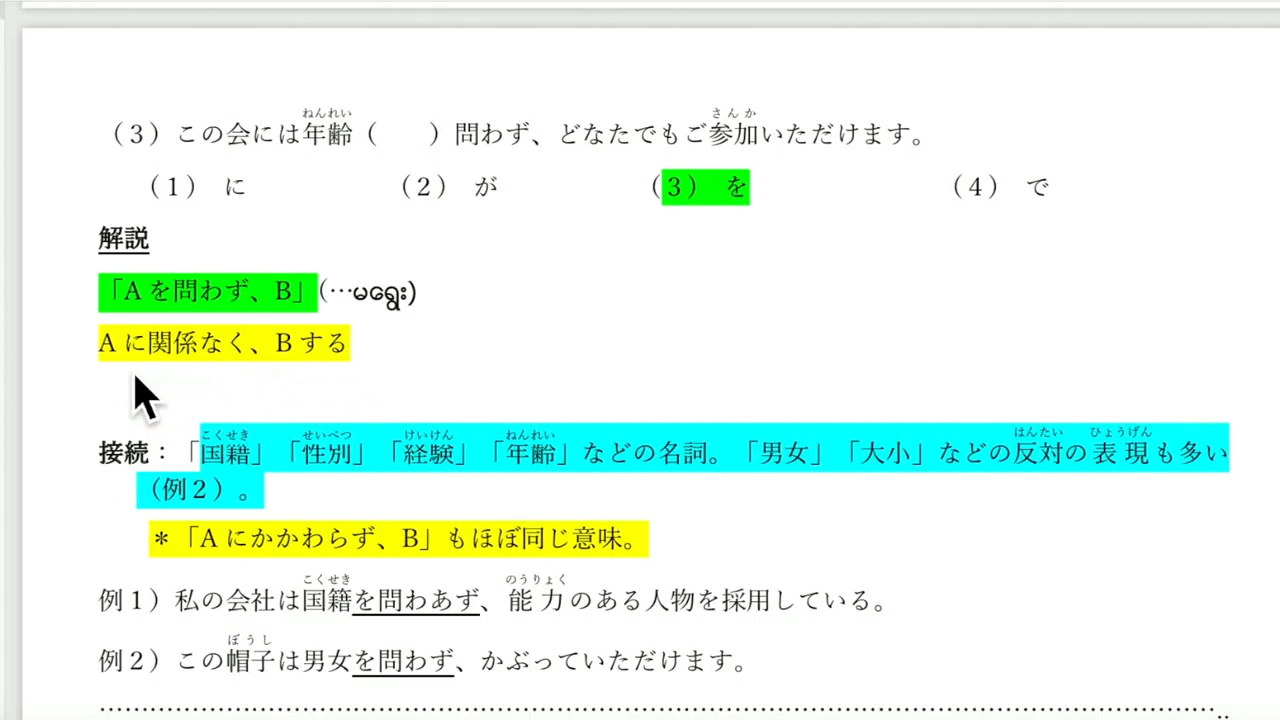 （３）この会には年齢（　　）問わず、どなたでもご参加いただけます。
（１）　に　（２）　が　（３）　を　（４）　で
解説
「A を問わず、B」(…မရွေး)
A に関係なく、B する
接続：「国籍」「性別」「経験」「年齢」などの名詞。「男女」「大小」などの反対の表現も多い
（例２）。
＊「A にかかわらず、B」もほぼ同じ意味。
例１）私の会社は国籍を問わあず、能力のある人物を採用している。
例２）この帽子は男女を問わず、かぶっていただけます。